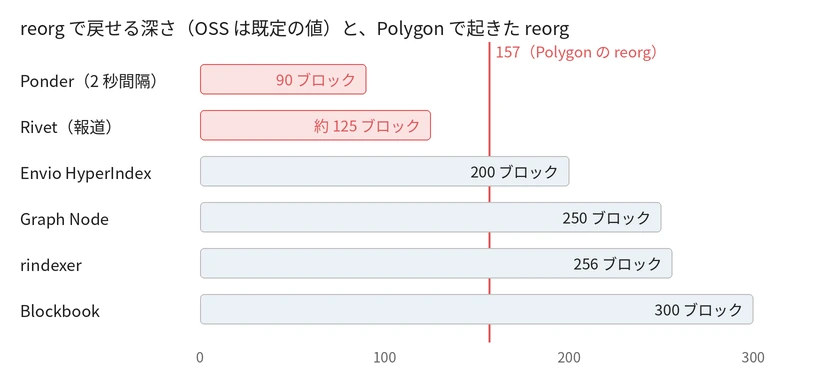 reorg で戻せる深さ（OSS は既定の値）と、Polygon で起きた reorg
157（Polygon の reorg）
Ponder（2 秒間隔） 90 ブロック
Rivet（報道） 約 125 ブロック
Envio HyperIndex 200 ブロック
Graph Node 250 ブロック
rindexer 256 ブロック
Blockbook 300 ブロック
0 100 200 300